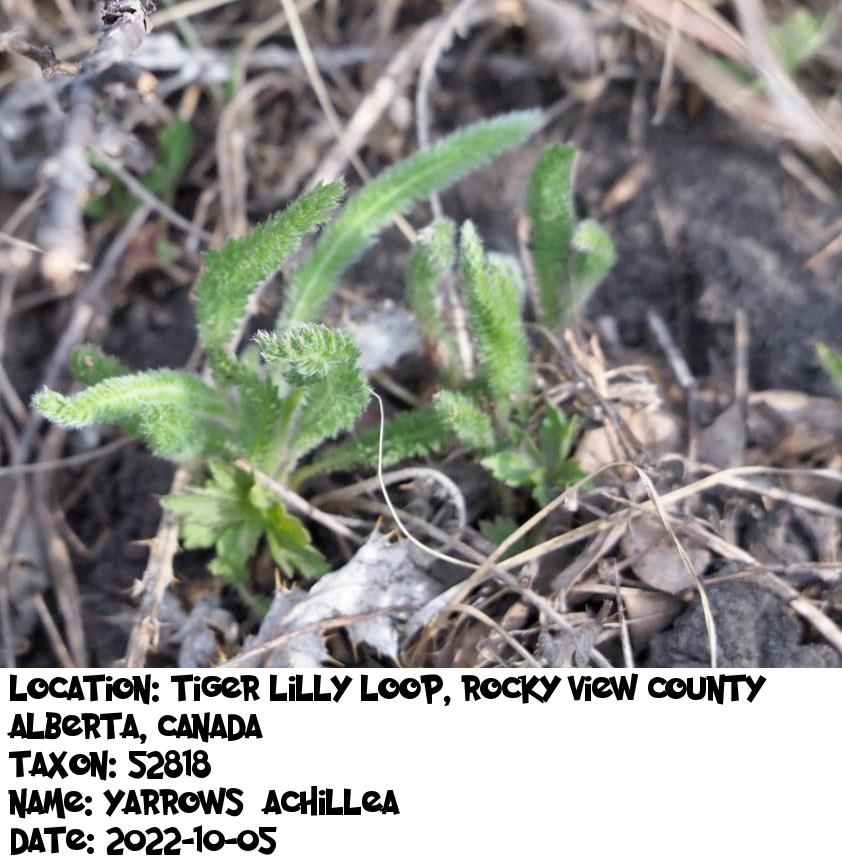 LOCATION: TIGER LILLY LOOP, ROCKY VIEW COUNTY
ALBERTA, CANADA
TAXON: 52818
NAME: YARROWS ACHILLEA
DATE: 2022-10-05